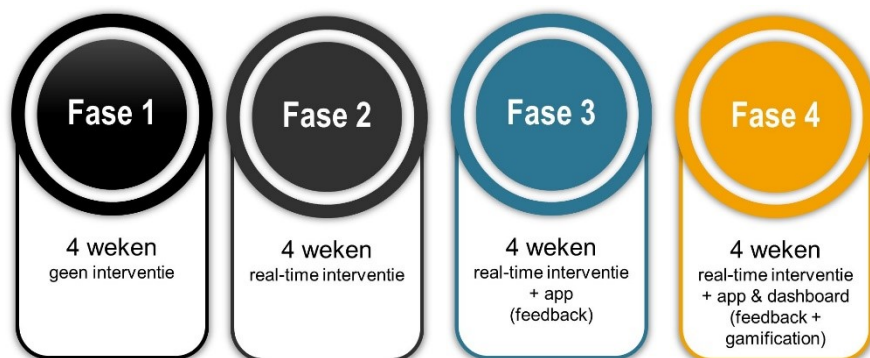 Fase 1
4 weken
geen interventie
Fase 2
4 weken
real-time interventie
Fase 3
4 weken
real-time interventie
+ app
(feedback)
Fase 4
4 weken
real-time interventie
+ app & dashboard
(feedback +
gamification)